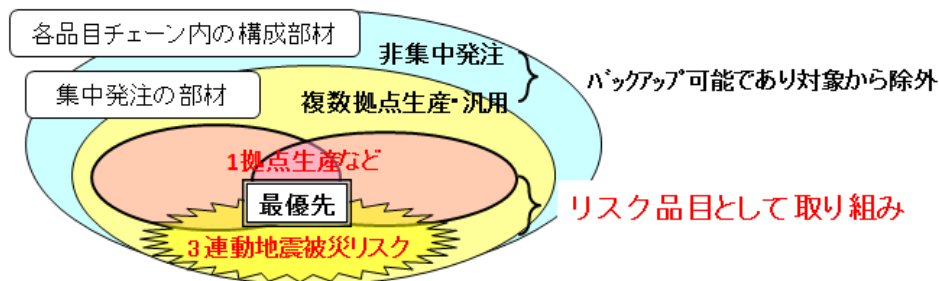 各品目チェーン内の構成部材
非集中発注
バックアップ可能であり対象から除外
集中発注の部材
複数拠点生産・汎用
1拠点生産など
最優先
リスク品目として取り組み
3連動地震被災リスク